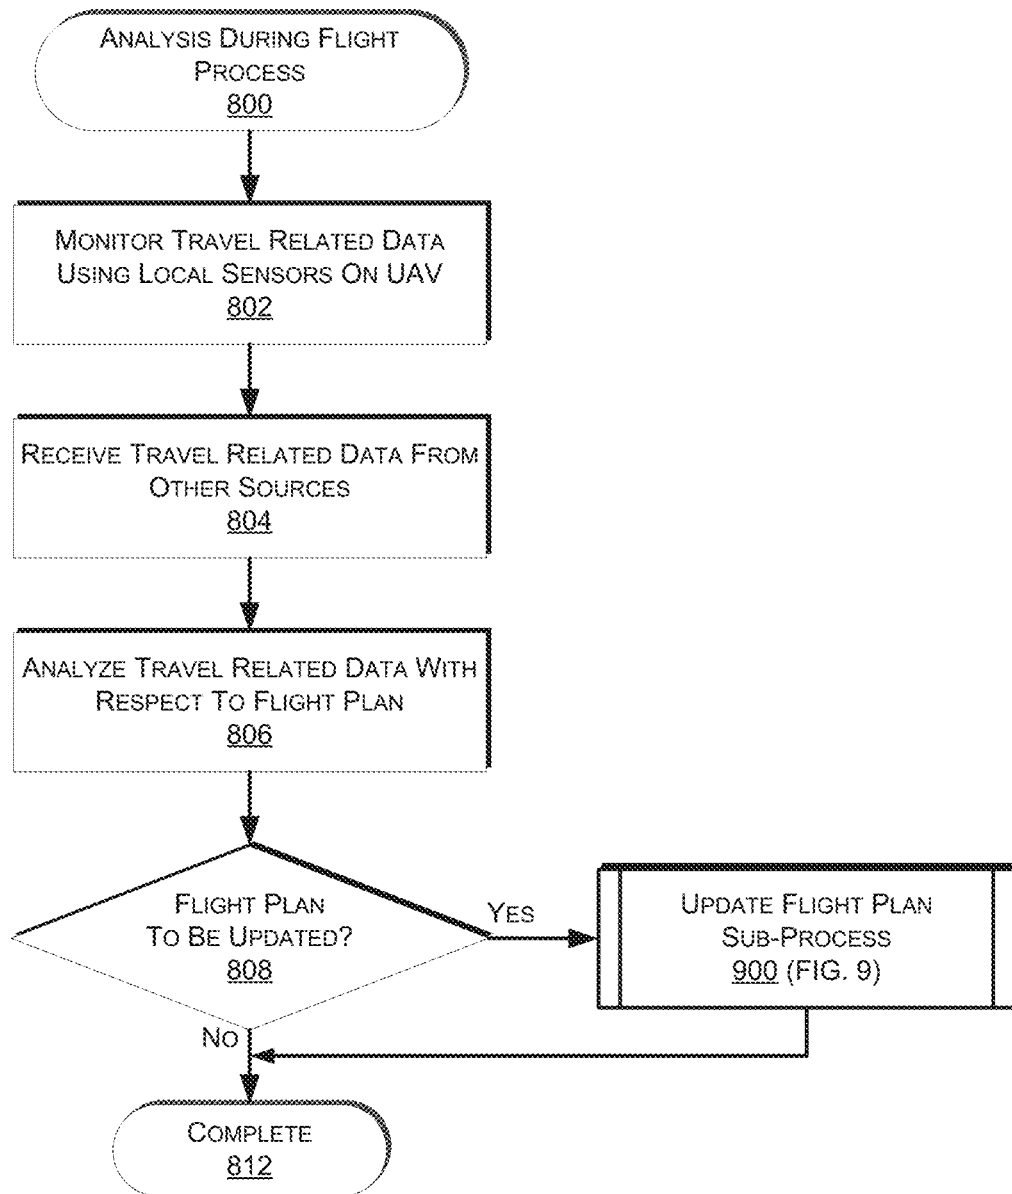 ANALYSIS DURING FLIGHT
PROCESS
800
MONITOR TRAVEL RELATED DATA
USING LOCAL SENSORS ON UAV
802
RECEIVE TRAVEL RELATED DATA FROM
OTHER SOURCES
804
ANALYZE TRAVEL RELATED DATA WITH
RESPECT TO FLIGHT PLAN
806
FLIGHT PLAN
TO BE UPDATED?
808
YES
UPDATE FLIGHT PLAN
SUB-PROCESS
900 (FIG. 9)
NO
COMPLETE
812